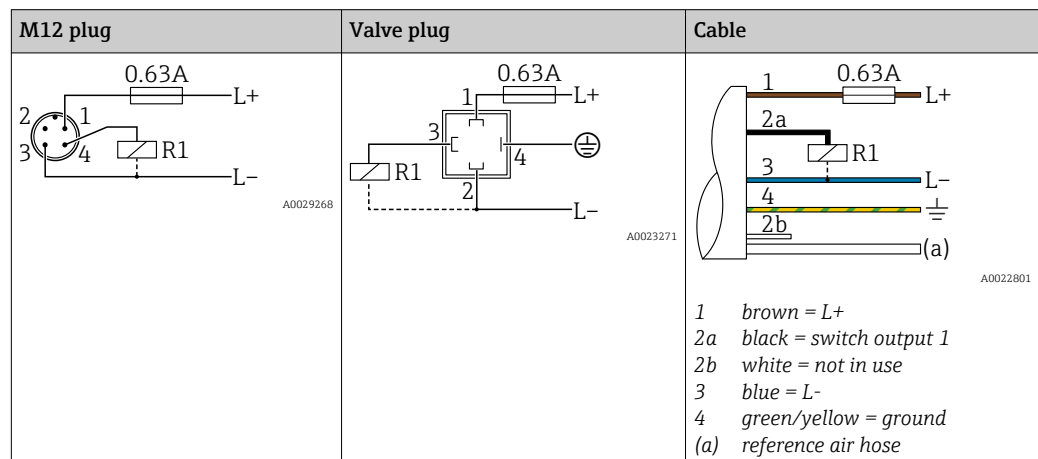 M12 plug
Valve plug
Cable
0.63A
L+
2 1
3 4
R1
L–
A0029268
0.63A
1
L+
3
4
R1
2
L–
A0023271
1
0.63A
L+
2a
R1
3
L–
4
2b
(a)
A0022801
1 brown = L+
2a black = switch output 1
2b white = not in use
3 blue = L-
4 green/yellow = ground
(a) reference air hose